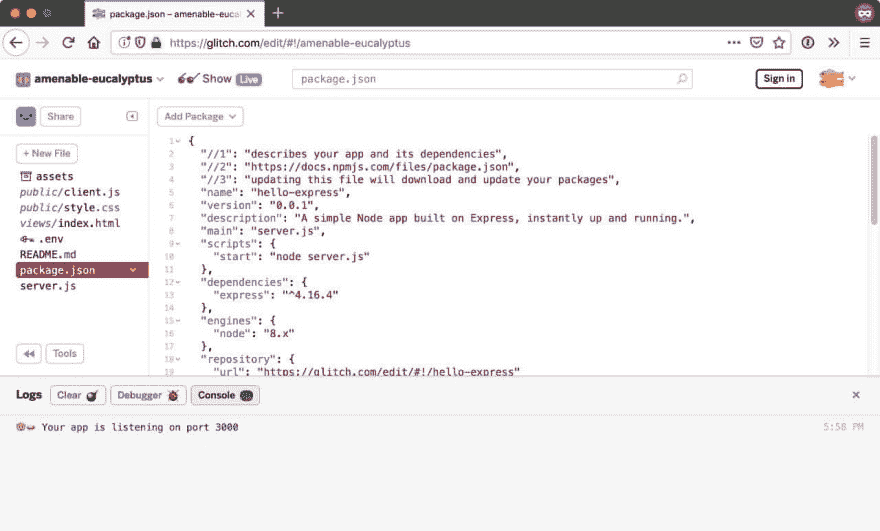 package.json – amenable-eucal
https://glitch.com/edit/#!/amenable-eucalyptus
amenable-eucalyptus
Show Live
package.json
Sign in
Share
Add Package
+ New File
assets
public/client.js
public/style.css
views/index.html
.env
README.md
package.json
server.js
Tools
1 {
2 "//1": "describes your app and its dependencies",
3 "//2": "https://docs.npmjs.com/files/package.json",
4 "//3": "updating this file will download and update your packages",
5 "name": "hello-express",
6 "version": "0.0.1",
7 "description": "A simple Node app built on Express, instantly up and running.",
8 "main": "server.js",
9 "scripts": {
10 "start": "node server.js"
11 },
12 "dependencies": {
13 "express": "^4.16.4"
14 },
15 "engines": {
16 "node": "8.x"
17 },
18 "repository": {
19 "url": "https://glitch.com/edit/#!/hello-express"
Logs Clear Debugger Console
Your app is listening on port 3000 5:58 PM